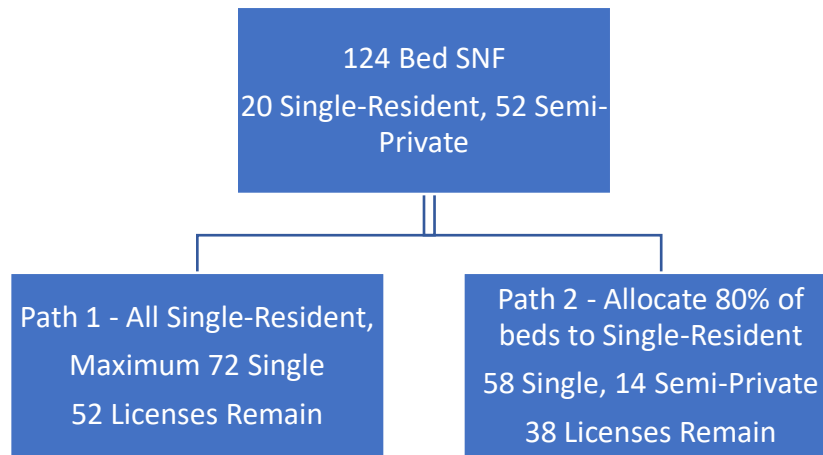 124 Bed SNF
20 Single-Resident, 52 Semi-
Private
Path 1 - All Single-Resident,
Maximum 72 Single
52 Licenses Remain
Path 2 - Allocate 80% of
beds to Single-Resident
58 Single, 14 Semi-Private
38 Licenses Remain